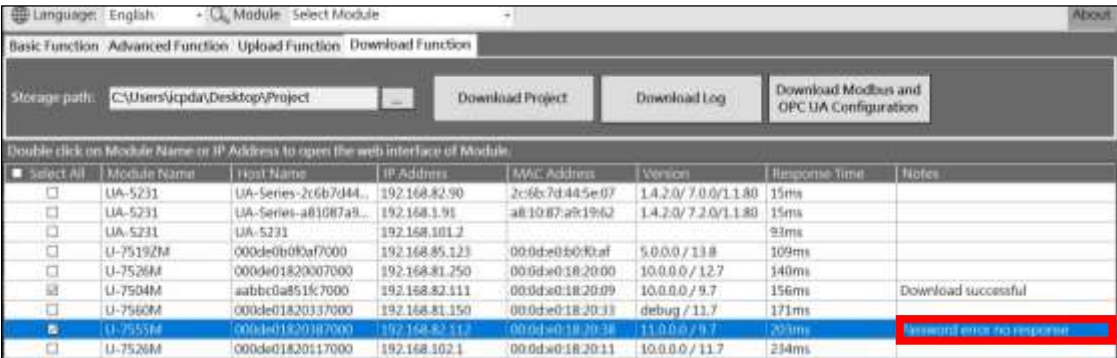 Language: English Module Select Module About
Basic Function Advanced Function Upload Function Download Function
Storage path: C:\Users\icpda\Desktop\Project ... Download Project Download Log Download Modbus and
OPC UA Configuration
Double click on Module Name or IP Address to open the web interface of Module.
Select All Module Name Host Name IP Address MAC Address Version Response Time Notes
UA-5231 UA-Series-2c6b7d44... 192.168.82.90 2c:6b:7d:44:5e:07 1.4.2.0/ 7.0.0/1.1.80 15ms
UA-5231 UA-Series-a81087a9... 192.168.1.91 a8:10:87:a9:19:62 1.4.2.0/ 7.2.0/1.1.80 15ms
UA-5231 UA-5231 192.168.101.2 93ms
U-7519ZM 000de0b0f0af7000 192.168.85.123 00:0d:e0:b0:f0:af 5.0.0.0 / 13.8 109ms
U-7526M 000de01820007000 192.168.81.250 00:0d:e0:18:20:00 10.0.0.0 / 12.7 140ms
U-7504M aabbc0a851fc7000 192.168.82.111 00:0d:e0:18:20:09 10.0.0.0 / 9.7 156ms Download successful
U-7560M 000de01820337000 192.168.81.150 00:0d:e0:18:20:33 debug / 11.7 171ms
U-7555M 000de01820387000 192.168.82.112 00:0d:e0:18:20:38 11.0.0.0 / 9.7 203ms Password error no response
U-7526M 000de01820117000 192.168.102.1 00:0d:e0:18:20:11 10.0.0.0 / 11.7 234ms